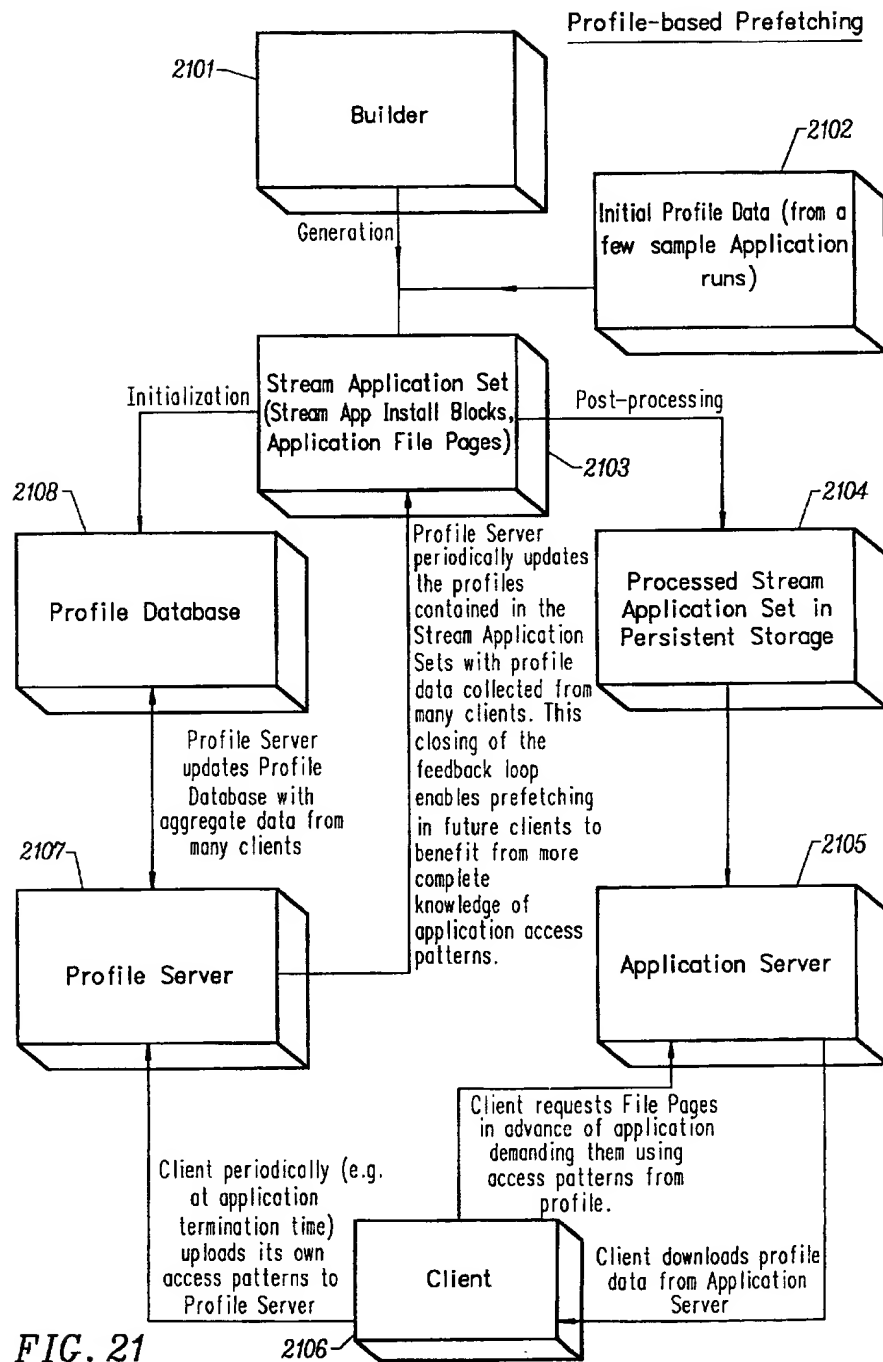 Profile-based Prefetching
2101
Builder
2102
Initial Profile Data (from a
few sample Application
runs)
Generation
Stream Application Set
(Stream App Install Blocks,
Application File Pages)
Initialization
Post-processing
2103
2108
Profile Database
2104
Processed Stream
Application Set in
Persistent Storage
Profile Server
periodically updates
the profiles
contained in the
Stream Application
Sets with profile
data collected from
many clients. This
closing of the
feedback loop
enables prefetching
in future clients to
benefit from more
complete
knowledge of
application access
patterns.
Profile Server
updates Profile
Database with
aggregate data from
many clients
2107
Profile Server
2105
Application Server
Client requests File Pages
in advance of application
demanding them using
access patterns from
profile.
Client periodically (e.g.
at application
termination time)
uploads its own
access patterns to
Profile Server
Client
Client downloads profile
data from Application
Server
2106
FIG. 21